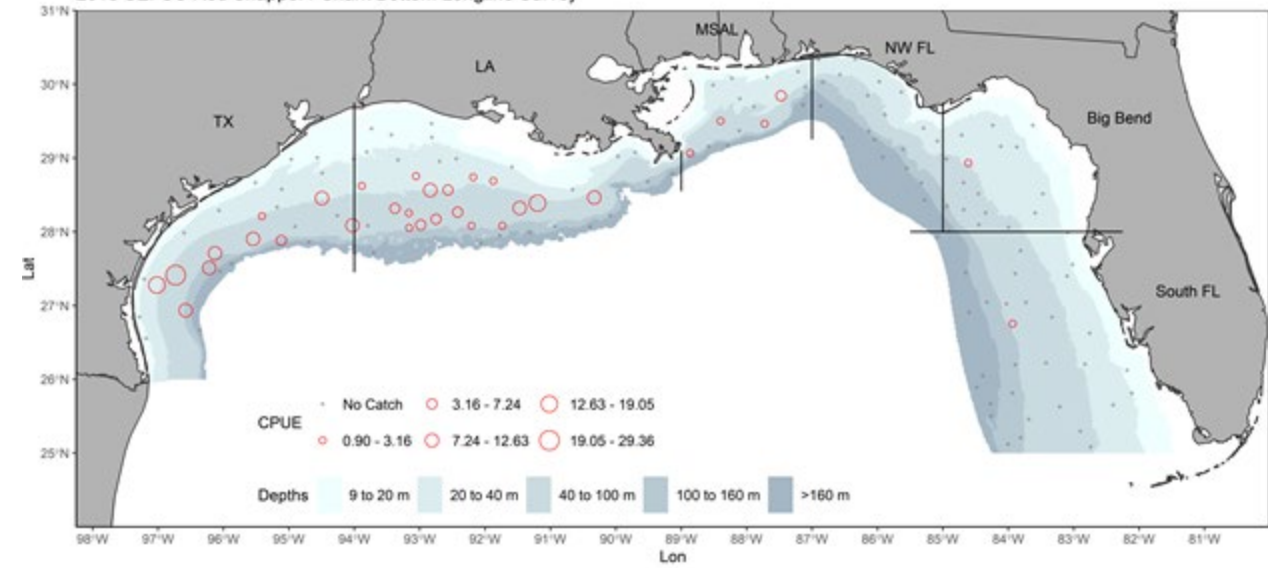 31°N
30°N
29°N
28°N
27°N
26°N
25°N
Lat
TX
LA
MSAL
NW FL
Big Bend
South FL
CPUE
No Catch
3.16 - 7.24
12.63 - 19.05
0.90 - 3.16
7.24 - 12.63
19.05 - 29.36
Depths
9 to 20 m
20 to 40 m
40 to 100 m
100 to 160 m
>160 m
98°W 97°W 96°W 95°W 94°W 93°W 92°W 91°W 90°W 89°W 88°W 87°W 86°W 85°W 84°W 83°W 82°W 81°W
Lon